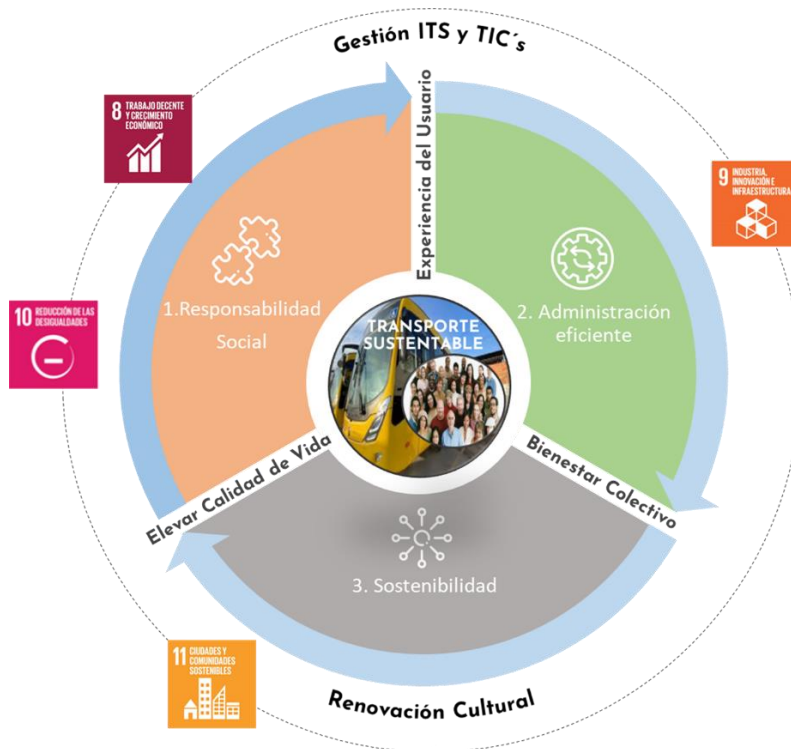 Gestión ITS y TIC´s
8 TRABAJO DECENTE
Y CRECIMIENTO
ECONÓMICO
Experiencia del Usuario
9 INDUSTRIA,
INNOVACIÓN E
INFRAESTRUCTURA
1.Responsabilidad
Social
2. Administración
eficiente
10 REDUCCIÓN DE LAS
DESIGUALDADES
TRANSPORTE
SUSTENTABLE
Elevar Calidad de Vida
Bienestar Colectivo
3. Sostenibilidad
11 CIUDADES Y
COMUNIDADES
SOSTENIBLES
Renovación Cultural